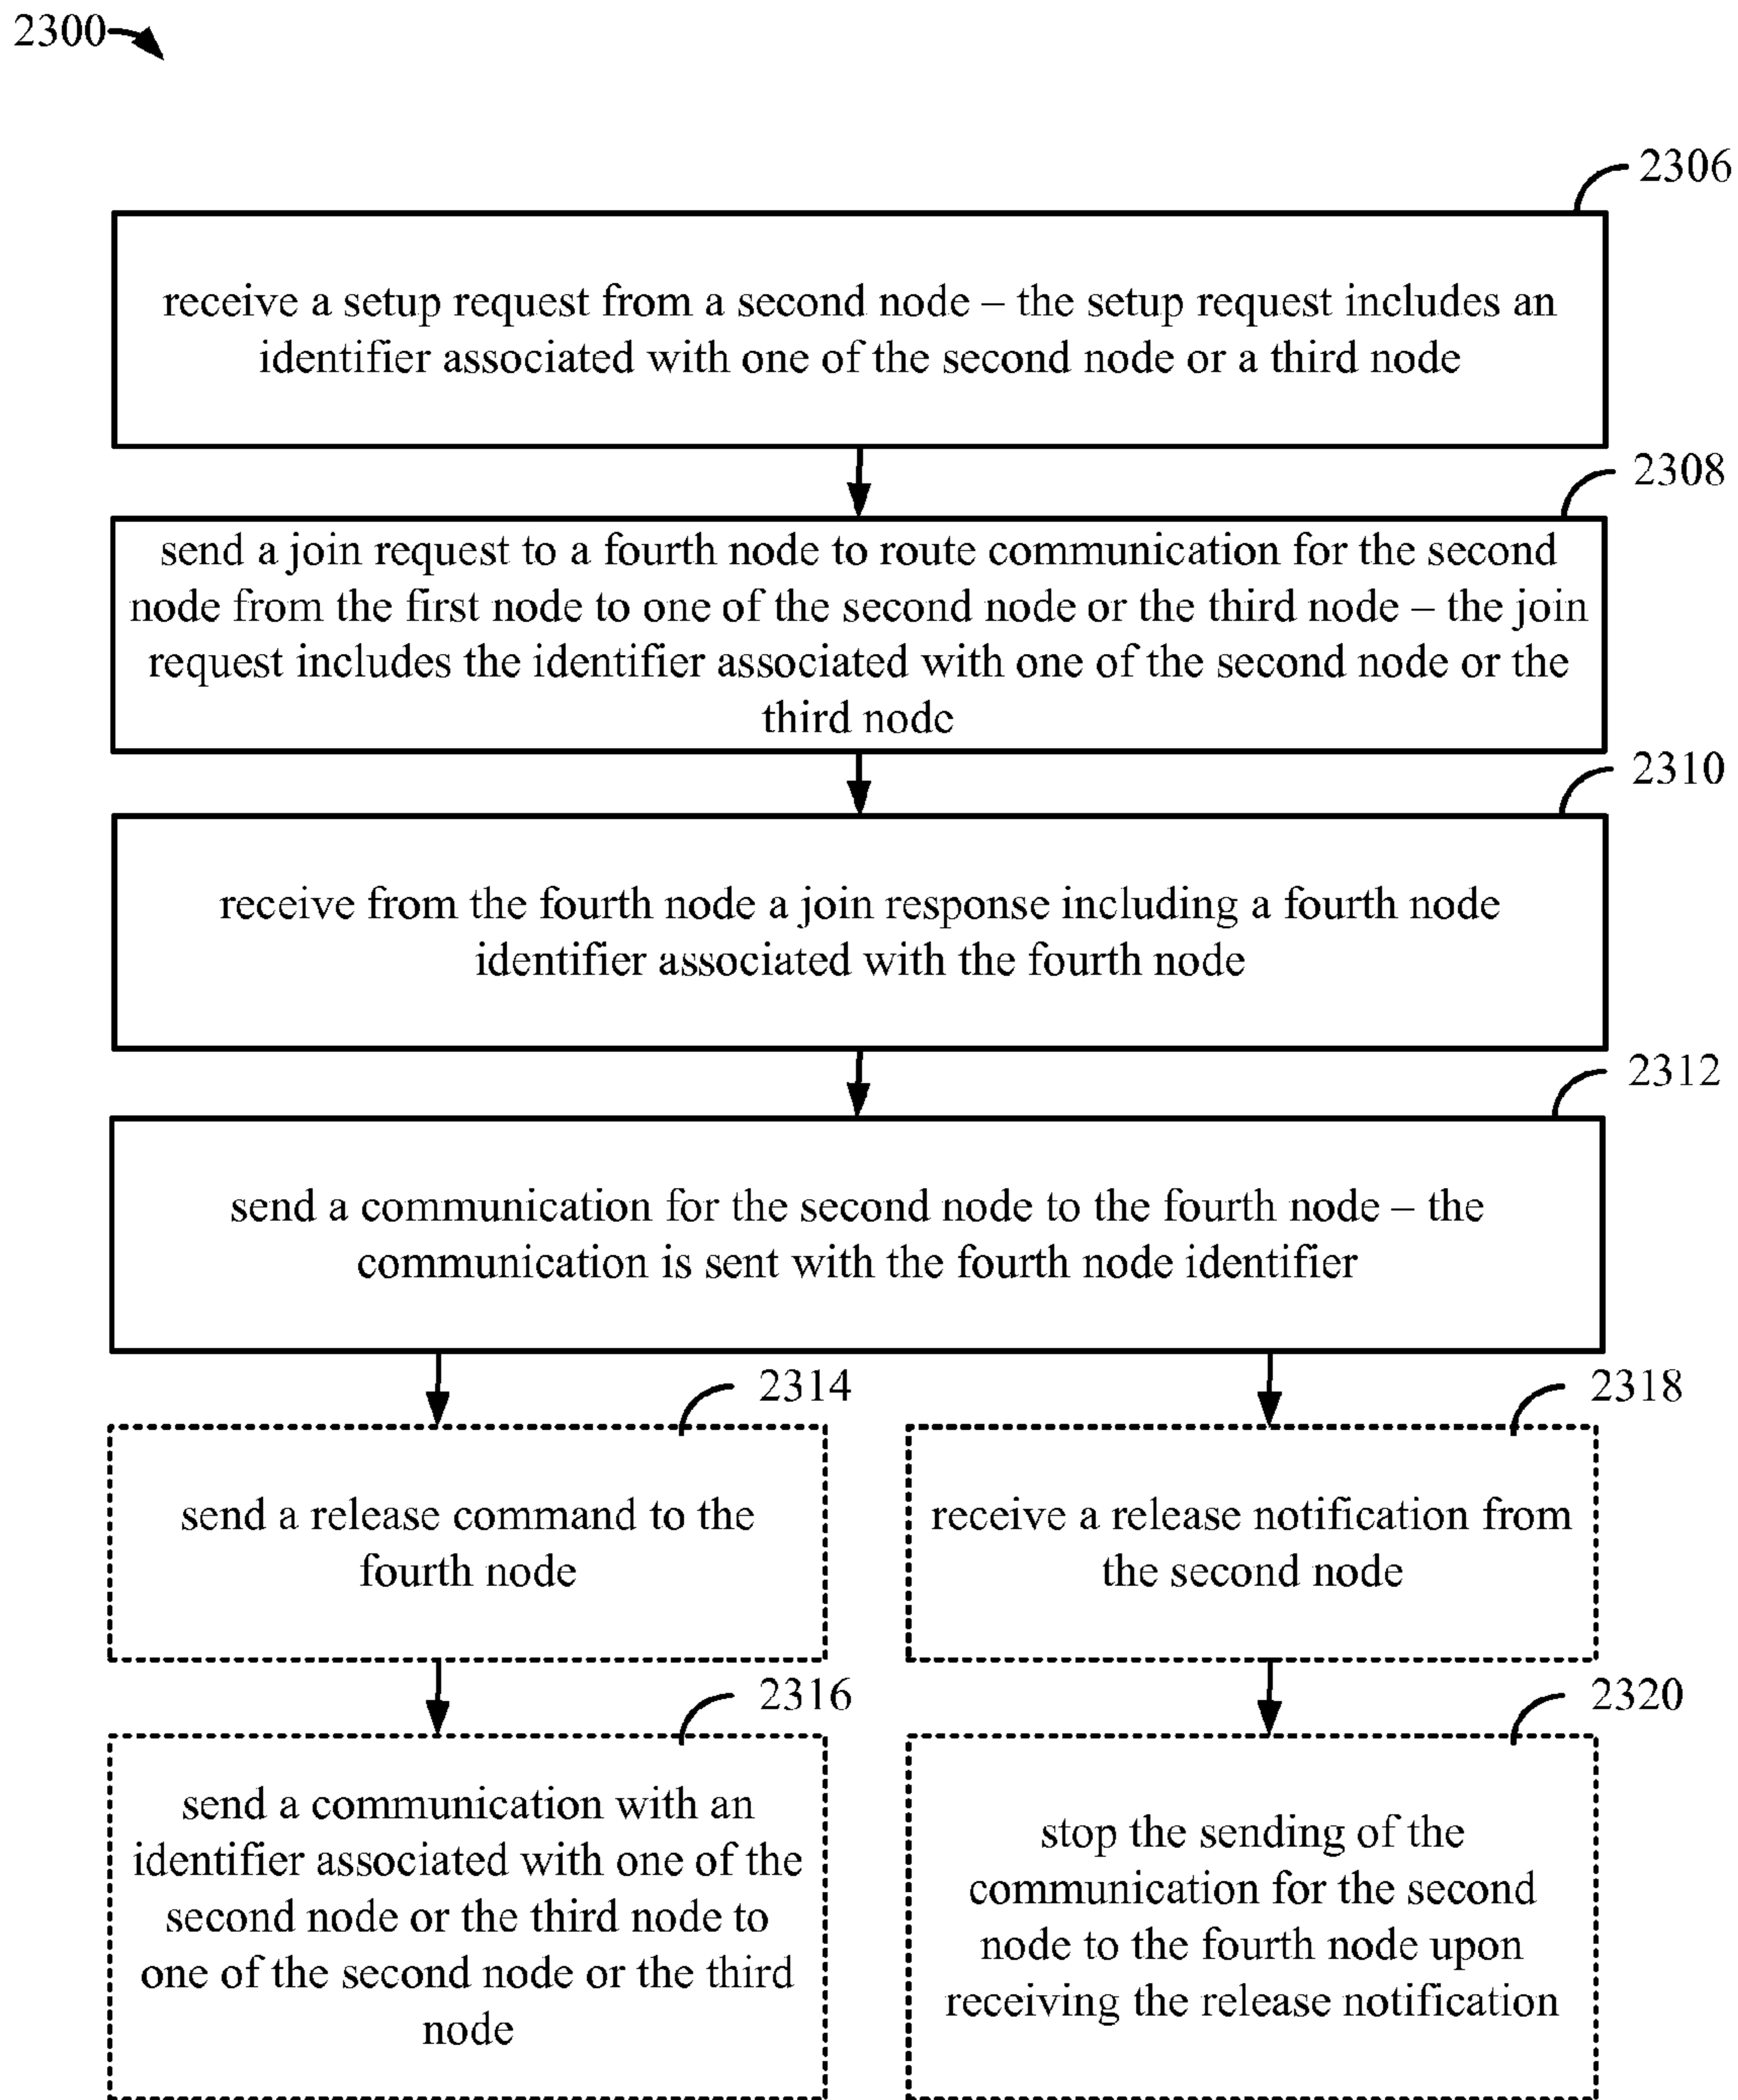 2300
2306
receive a setup request from a second node – the setup request includes an
identifier associated with one of the second node or a third node
2308
send a join request to a fourth node to route communication for the second
node from the first node to one of the second node or the third node – the join
request includes the identifier associated with one of the second node or the
third node
2310
receive from the fourth node a join response including a fourth node
identifier associated with the fourth node
2312
send a communication for the second node to the fourth node – the
communication is sent with the fourth node identifier
2314
send a release command to the
fourth node
2316
send a communication with an
identifier associated with one of the
second node or the third node to
one of the second node or the third
node
2318
receive a release notification from
the second node
2320
stop the sending of the
communication for the second
node to the fourth node upon
receiving the release notification